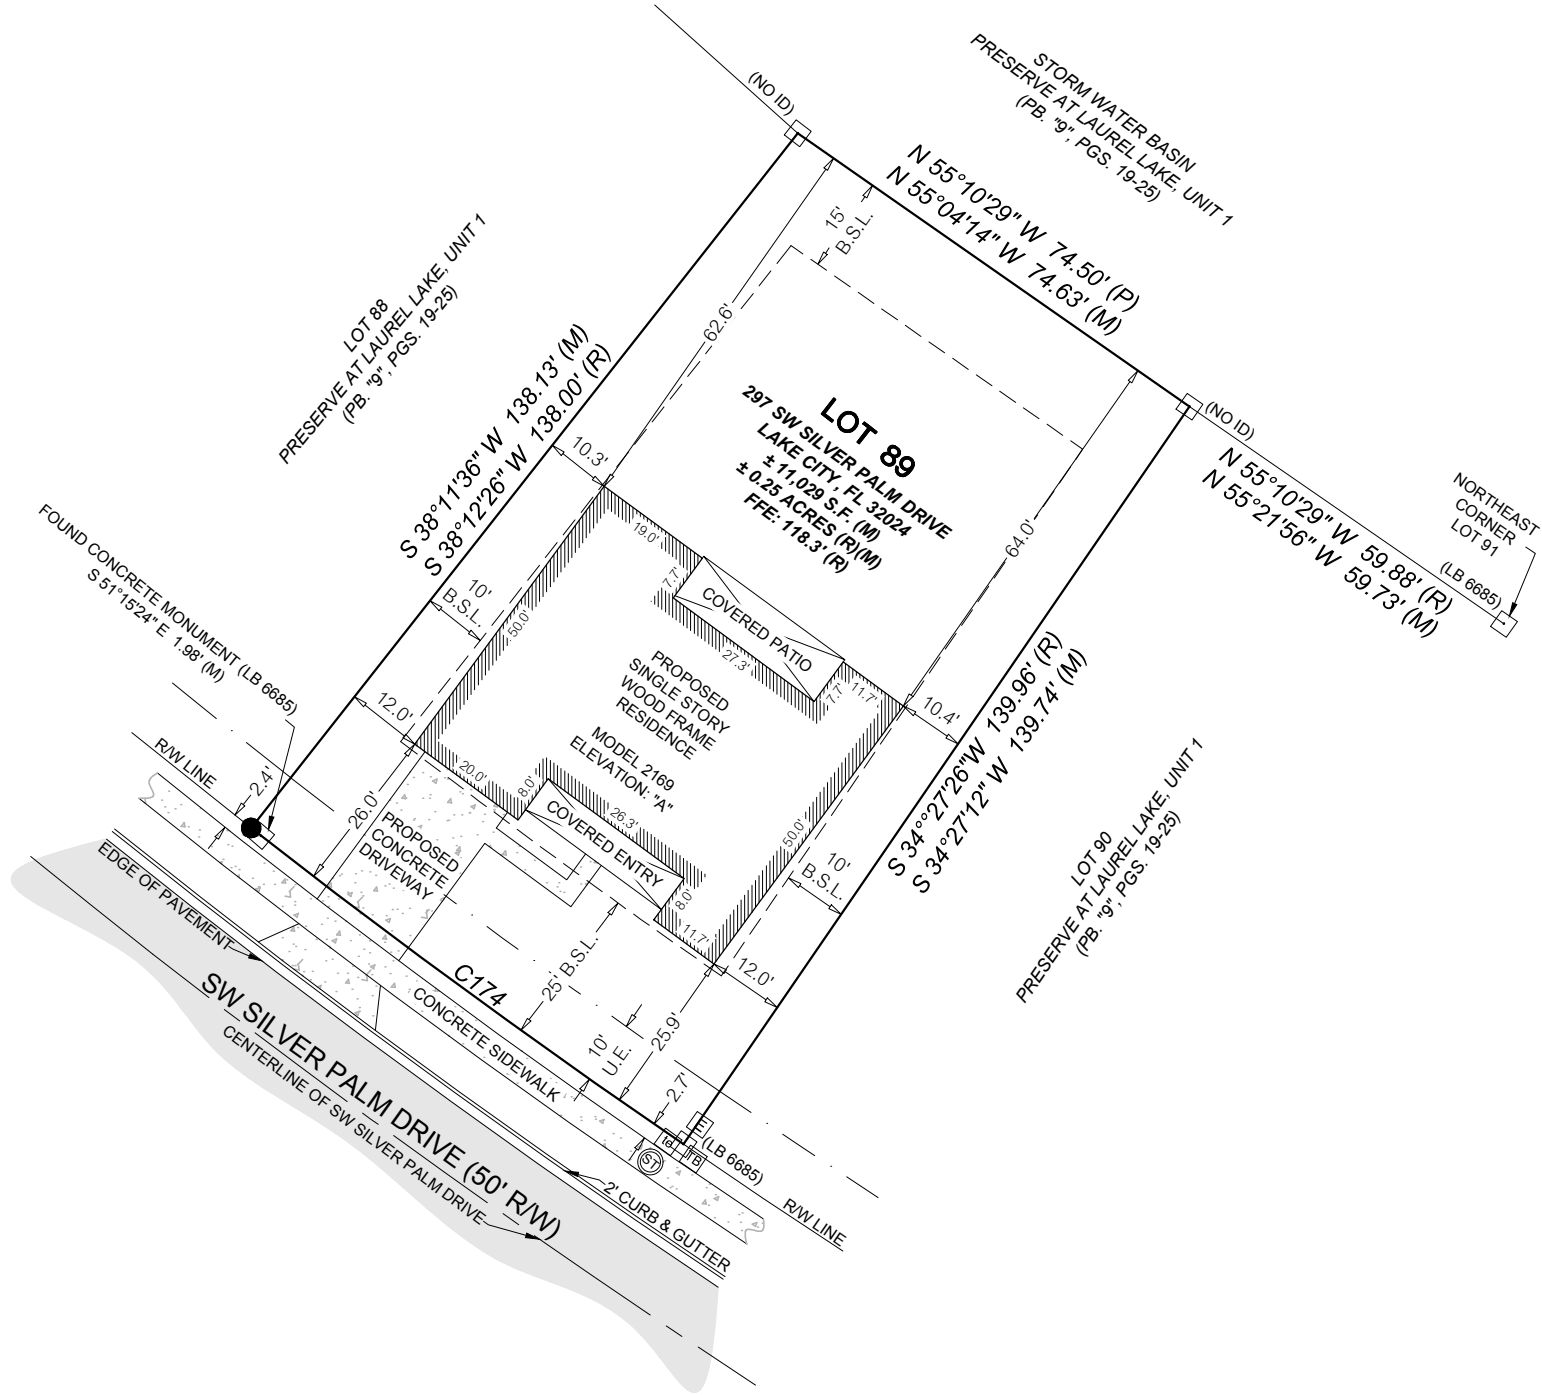 (NO ID)
STORM WATER BASIN
PRESERVE AT LAUREL LAKE, UNIT 1
(PB. "9", PGS. 19-25)
N 55°10'29" W 74.50' (P)
N 55°04'14" W 74.63' (M)
15'
B.S.L.
LOT 88
PRESERVE AT LAUREL LAKE, UNIT 1
(PB. "9", PGS. 19-25)
S 38°11'36" W 138.13' (M)
S 38°12'26" W 138.00' (R)
62.6'
LOT 89
297 SW SILVER PALM DRIVE
LAKE CITY, FL 32024
± 11,029 S.F. (M)
± 0.25 ACRES (R)(M)
FFE: 118.3' (R)
(NO ID)
N 55°10'29" W 59.88' (R)
N 55°21'56" W 59.73' (M)
NORTHEAST
CORNER
LOT 91
(LB 6685)
10.3'
64.0'
FOUND CONCRETE MONUMENT (LB 6685)
S 51°15'24" E 1.98' (M)
10'
B.S.L.
19.0'
7.7'
COVERED PATIO
27.3'
7.7'
11.7'
10.4'
50.0'
PROPOSED
SINGLE STORY
WOOD FRAME
RESIDENCE
MODEL 2169
ELEVATION: "A"
S 34°°27'26"W 139.96' (R)
S 34°27'12" W 139.74' (M)
12.0'
R/W LINE
2.4'
20.0'
8.0'
26.3'
COVERED ENTRY
50.0'
8.0'
11.7'
10'
B.S.L.
LOT 90
PRESERVE AT LAUREL LAKE, UNIT 1
(PB. "9", PGS. 19-25)
26.0'
PROPOSED
CONCRETE
DRIVEWAY
12.0'
25' B.S.L.
C174
10'
U.E.
25.9'
2.7'
EDGE OF PAVEMENT
CONCRETE SIDEWALK
SW SILVER PALM DRIVE (50' R/W)
CENTERLINE OF SW SILVER PALM DRIVE
E
TB
ST
(LB 6685)
R/W LINE
2' CURB & GUTTER